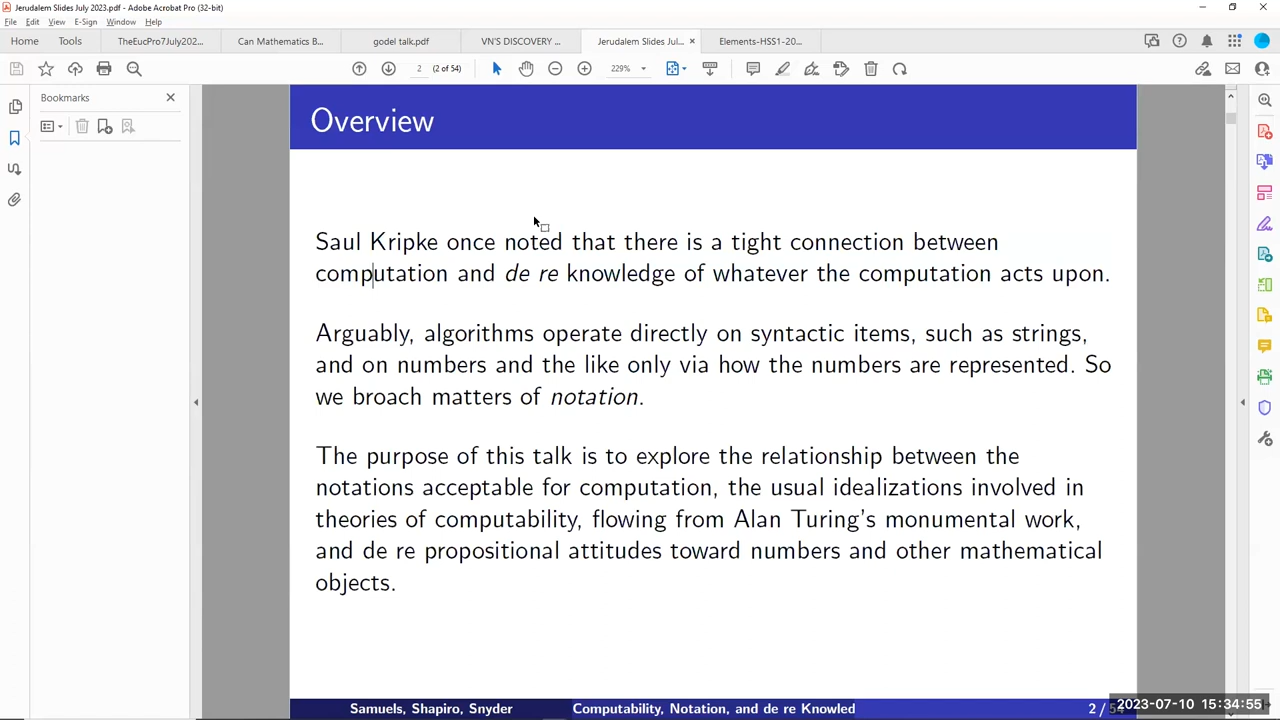 Jerudalem Slides July 2023.pdf - Adobe Acrobat Pro (32-bit)
File Edit View E-Sign Window Help
Home Tools TheEucPro7July202... Can Mathematics B... godel talk.pdf VN'S DISCOVERY ... Jerudalem Slides Jul... × Elements-HSS1-20...
2 (2 of 54) 229%
Bookmarks
Overview
Saul Kripke once noted that there is a tight connection between
computation and de re knowledge of whatever the computation acts upon.
Arguably, algorithms operate directly on syntactic items, such as strings,
and on numbers and the like only via how the numbers are represented. So
we broach matters of notation.
The purpose of this talk is to explore the relationship between the
notations acceptable for computation, the usual idealizations involved in
theories of computability, flowing from Alan Turing's monumental work,
and de re propositional attitudes toward numbers and other mathematical
objects.
Samuels, Shapiro, Snyder Computability, Notation, and de re Knowled 2 /
2023-07-10 15:34:55